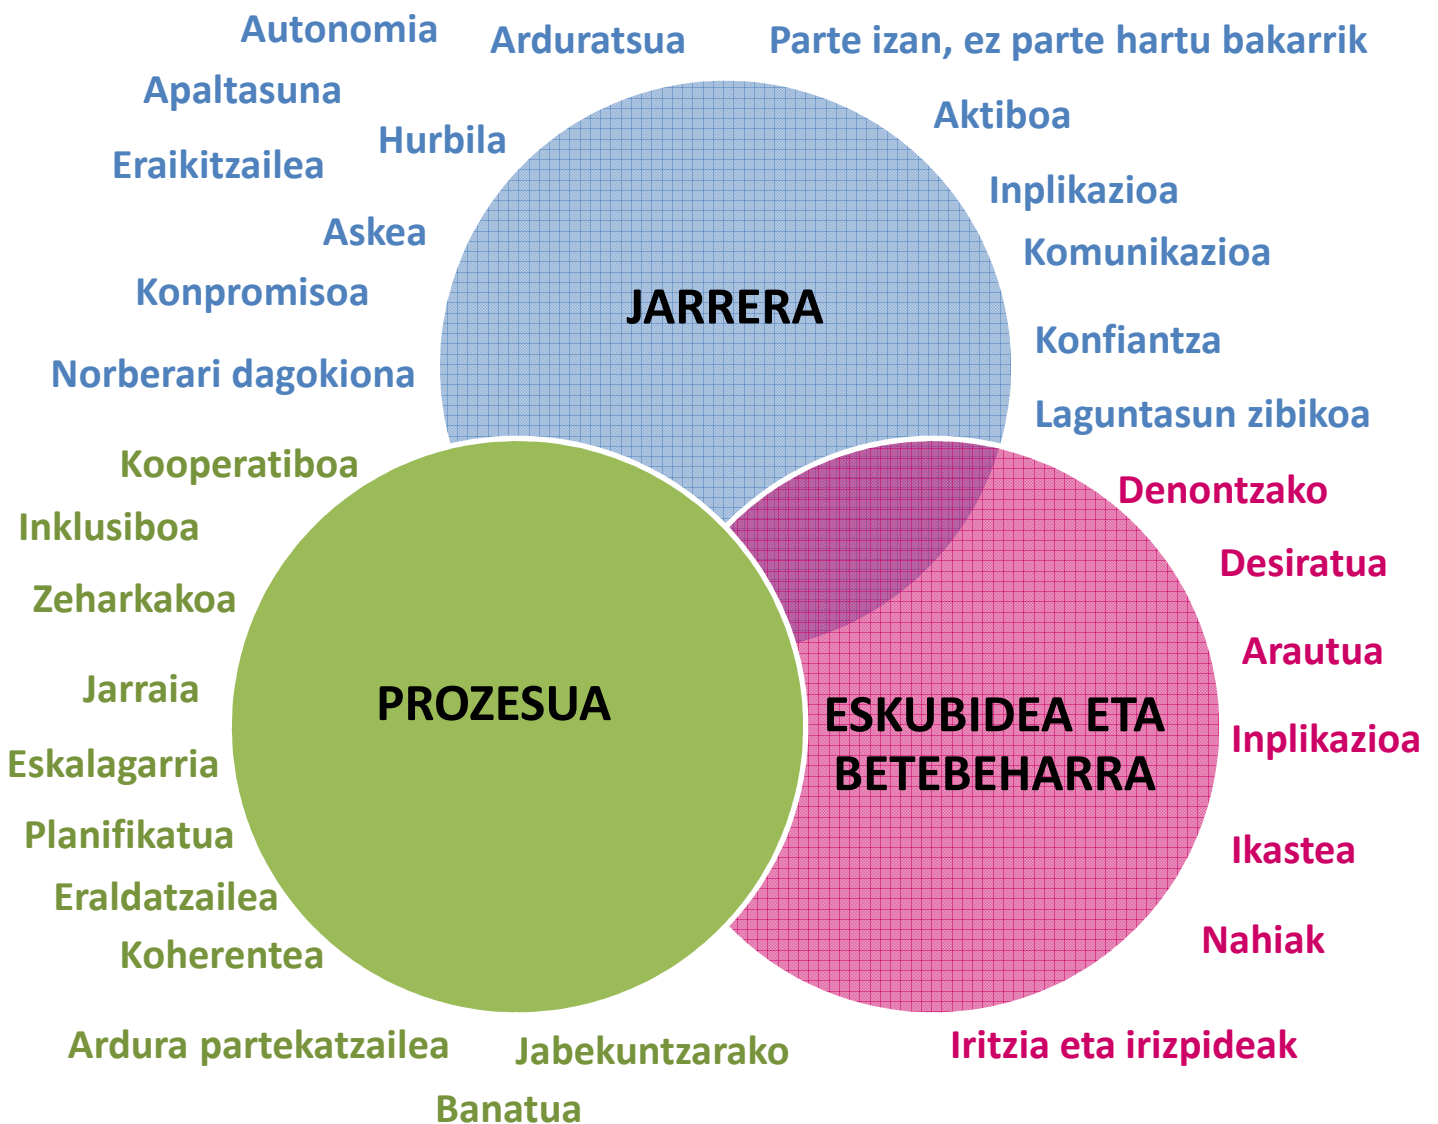 Autonomia
Arduratsua
Parte izan, ez parte hartu bakarrik
Apaltasuna
Aktiboa
Hurbila
Eraikitzailea
Inplikazioa
Askea
Komunikazioa
Konpromisoa
JARRERA
Konfiantza
Norberari dagokiona
Laguntasun zibikoa
Kooperatiboa
Denontzako
Inklusiboa
Desiratua
Zeharkakoa
Arautua
Jarraia
PROZESUA
ESKUBIDEA ETA
BETEBEHARRA
Inplikazioa
Eskalagarria
Planifikatua
Ikastea
Eraldatzailea
Nahiak
Koherentea
Ardura partekatzailea
Jabekuntzarako
Iritzia eta irizpideak
Banatua